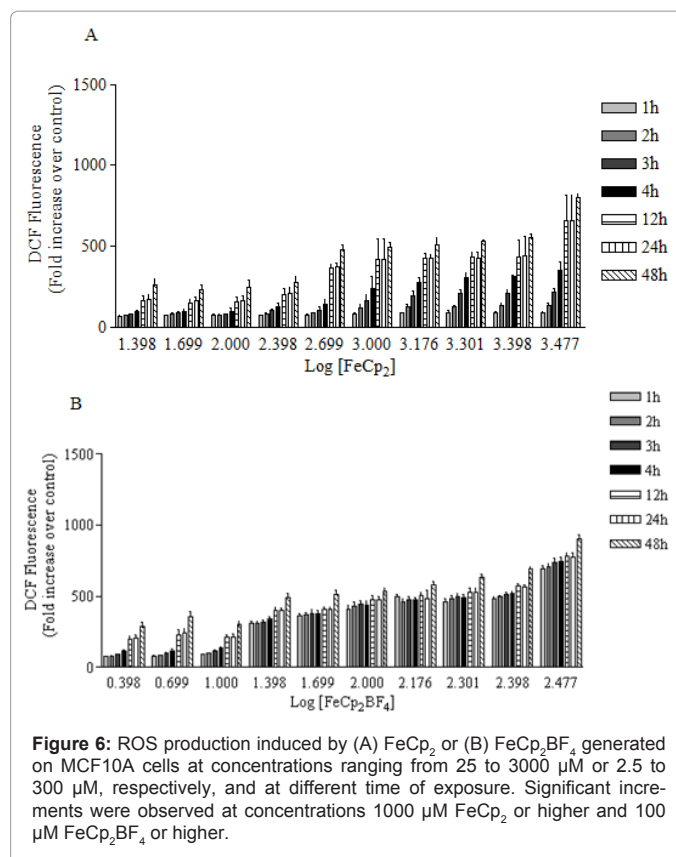 A
DCF Fluorescence
(Fold increase over control)
1500
1000
500
0
1.398 1.699 2.000 2.398 2.699 3.000 3.176 3.301 3.398 3.477
Log [FeCp₂]
1h
2h
3h
4h
12h
24h
48h
B
DCF Fluorescence
(Fold increase over control)
1500
1000
500
0
0.398 0.699 1.000 1.398 1.699 2.000 2.176 2.301 2.398 2.477
Log [FeCp₂BF₄]
1h
2h
3h
4h
12h
24h
48h
Figure 6: ROS production induced by (A) FeCp₂ or (B) FeCp₂BF₄ generated
on MCF10A cells at concentrations ranging from 25 to 3000 µM or 2.5 to
300 µM, respectively, and at different time of exposure. Significant incre-
ments were observed at concentrations 1000 µM FeCp₂ or higher and 100
µM FeCp₂BF₄ or higher.